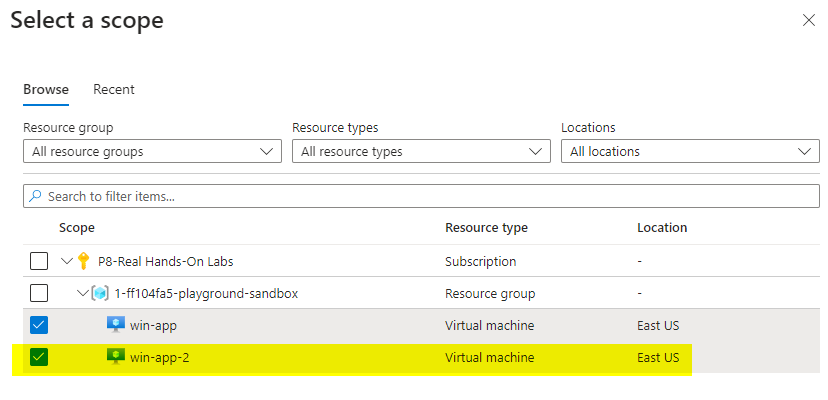 Select a scope
Browse Recent
Resource group Resource types Locations
All resource groups All resource types All locations
Search to filter items...
Scope Resource type Location
P8-Real Hands-On Labs Subscription -
1-ff104fa5-playground-sandbox Resource group -
win-app Virtual machine East US
win-app-2 Virtual machine East US